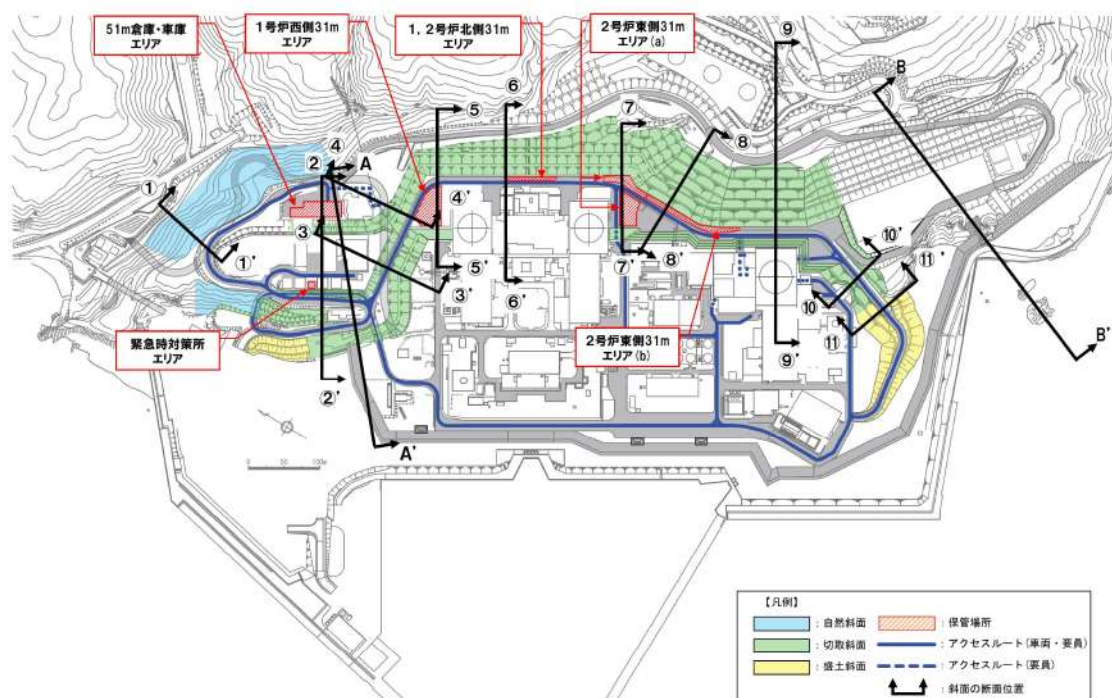 51m倉庫・車庫
エリア
1号炉西側31m
エリア
1，2号炉北側31m
エリア
2号炉東側31m
エリア(a)
①
②
④
A
③
①'
⑤
⑥
④'
⑤'
③'
⑥'
⑦
⑧
⑦'
⑧'
⑨
B
⑩'
⑪'
⑩
⑪
⑨'
B'
緊急時対策所
エリア
②'
A'
2号炉東側31m
エリア(b)
0 50 100m
【凡例】
：自然斜面
：切取斜面
：盛土斜面
：保管場所
：アクセスルート(車両・要員)
：アクセスルート(要員)
：斜面の断面位置